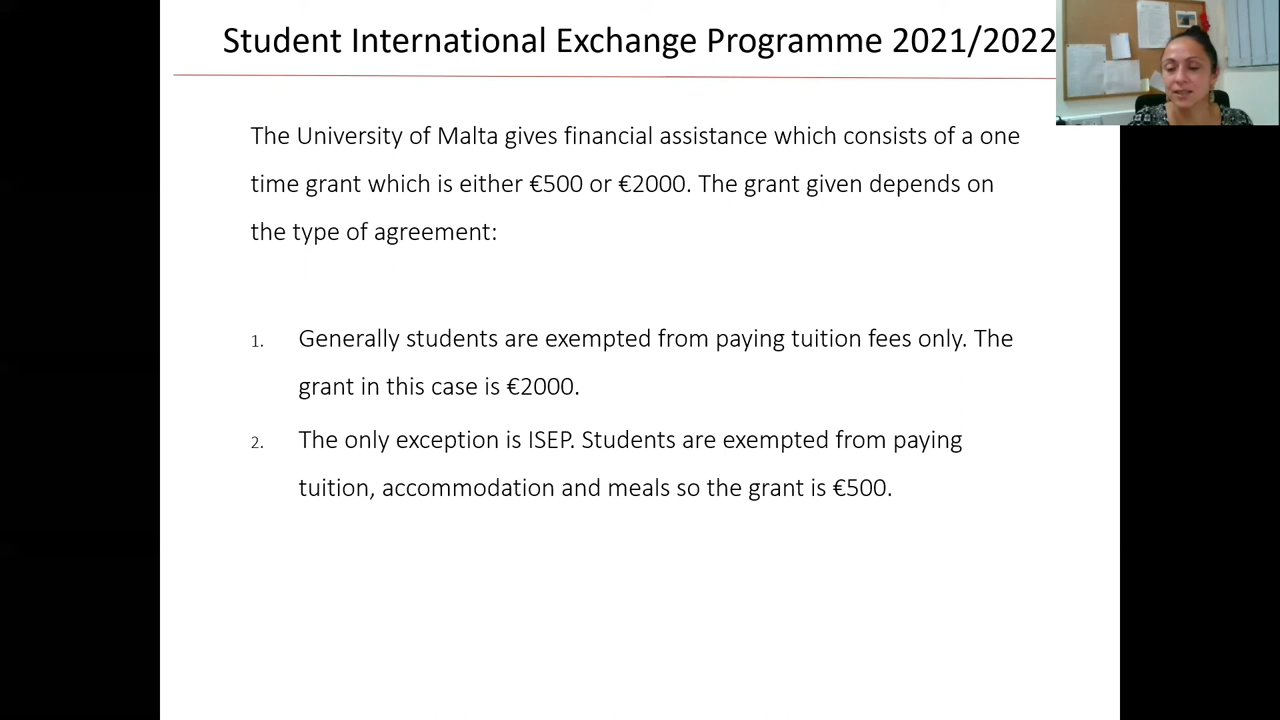 Student International Exchange Programme 2021/2022
The University of Malta gives financial assistance which consists of a one
time grant which is either €500 or €2000. The grant given depends on
the type of agreement:
1. Generally students are exempted from paying tuition fees only. The
grant in this case is €2000.
2. The only exception is ISEP. Students are exempted from paying
tuition, accommodation and meals so the grant is €500.